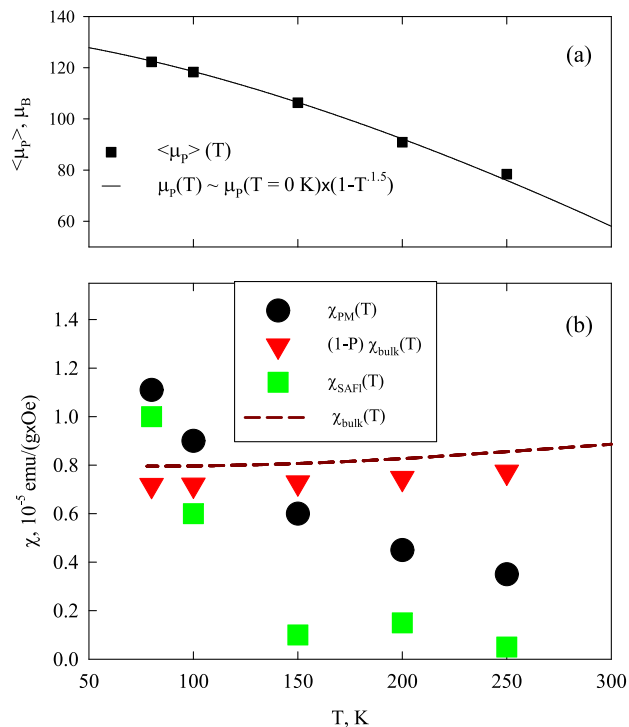 140
120
100
80
60
<μP>, μB
(a)
<μP> (T)
μP(T) ~ μP(T = 0 K)×(1-T^.1.5)
1.4
1.2
1.0
0.8
0.6
0.4
0.2
0.0
χ, 10^-5 emu/(g×Oe)
(b)
χPM(T)
(1-P) χbulk(T)
χSAFI(T)
χbulk(T)
50 100 150 200 250 300
T, K